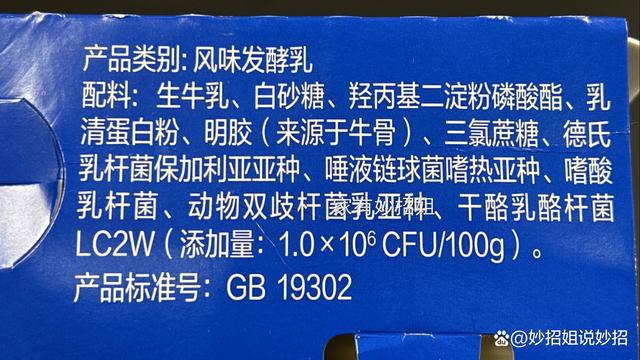 产品类别：风味发酵乳
配料：生牛乳、白砂糖、羟丙基二淀粉磷酸酯、乳
清蛋白粉、明胶（来源于牛骨）、三氯蔗糖、德氏
乳杆菌保加利亚亚种、唾液链球菌嗜热亚种、嗜酸
乳杆菌、动物双歧杆菌乳亚种、干酪乳酪杆菌
LC2W（添加量：1.0×10⁶ CFU/100g）。
产品标准号：GB 19302
@妙招姐说妙招